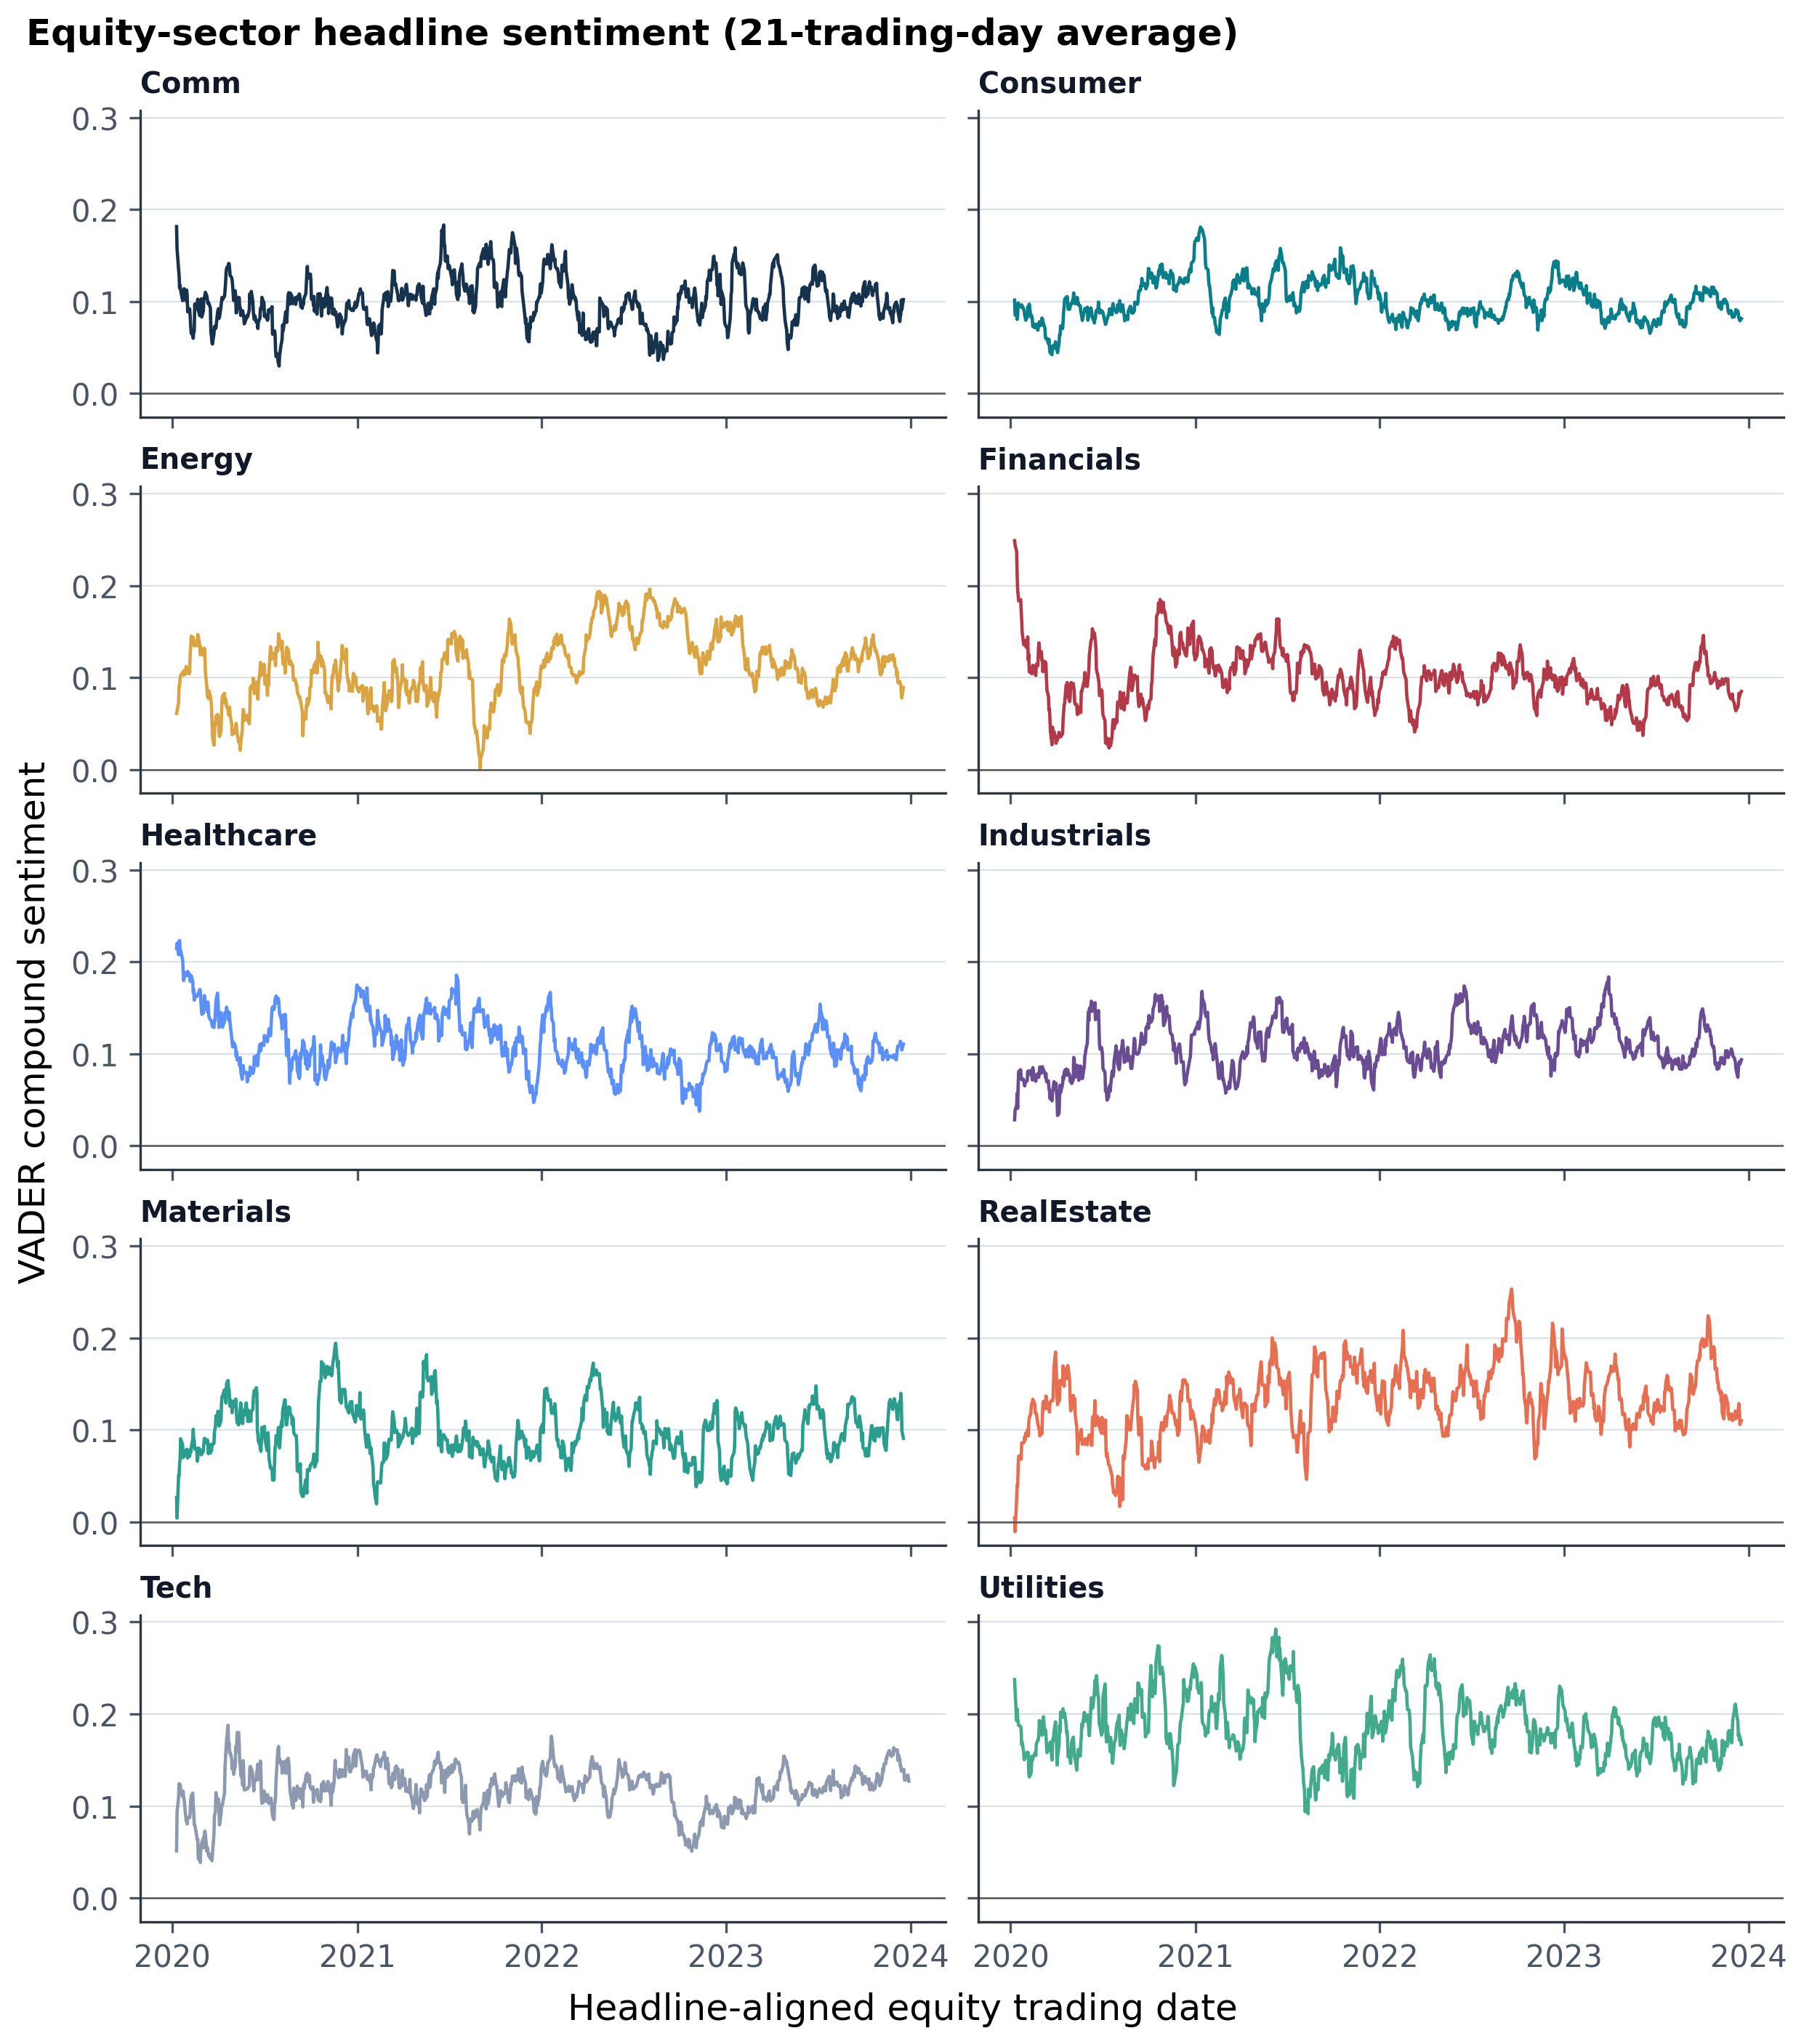 Equity-sector headline sentiment (21-trading-day average)
Comm
Consumer
0.3
0.2
0.1
0.0
Energy
Financials
0.3
0.2
0.1
0.0
VADER compound sentiment
Healthcare
Industrials
0.3
0.2
0.1
0.0
Materials
RealEstate
0.3
0.2
0.1
0.0
Tech
Utilities
0.3
0.2
0.1
0.0
2020 2021 2022 2023 2024
2020 2021 2022 2023 2024
Headline-aligned equity trading date